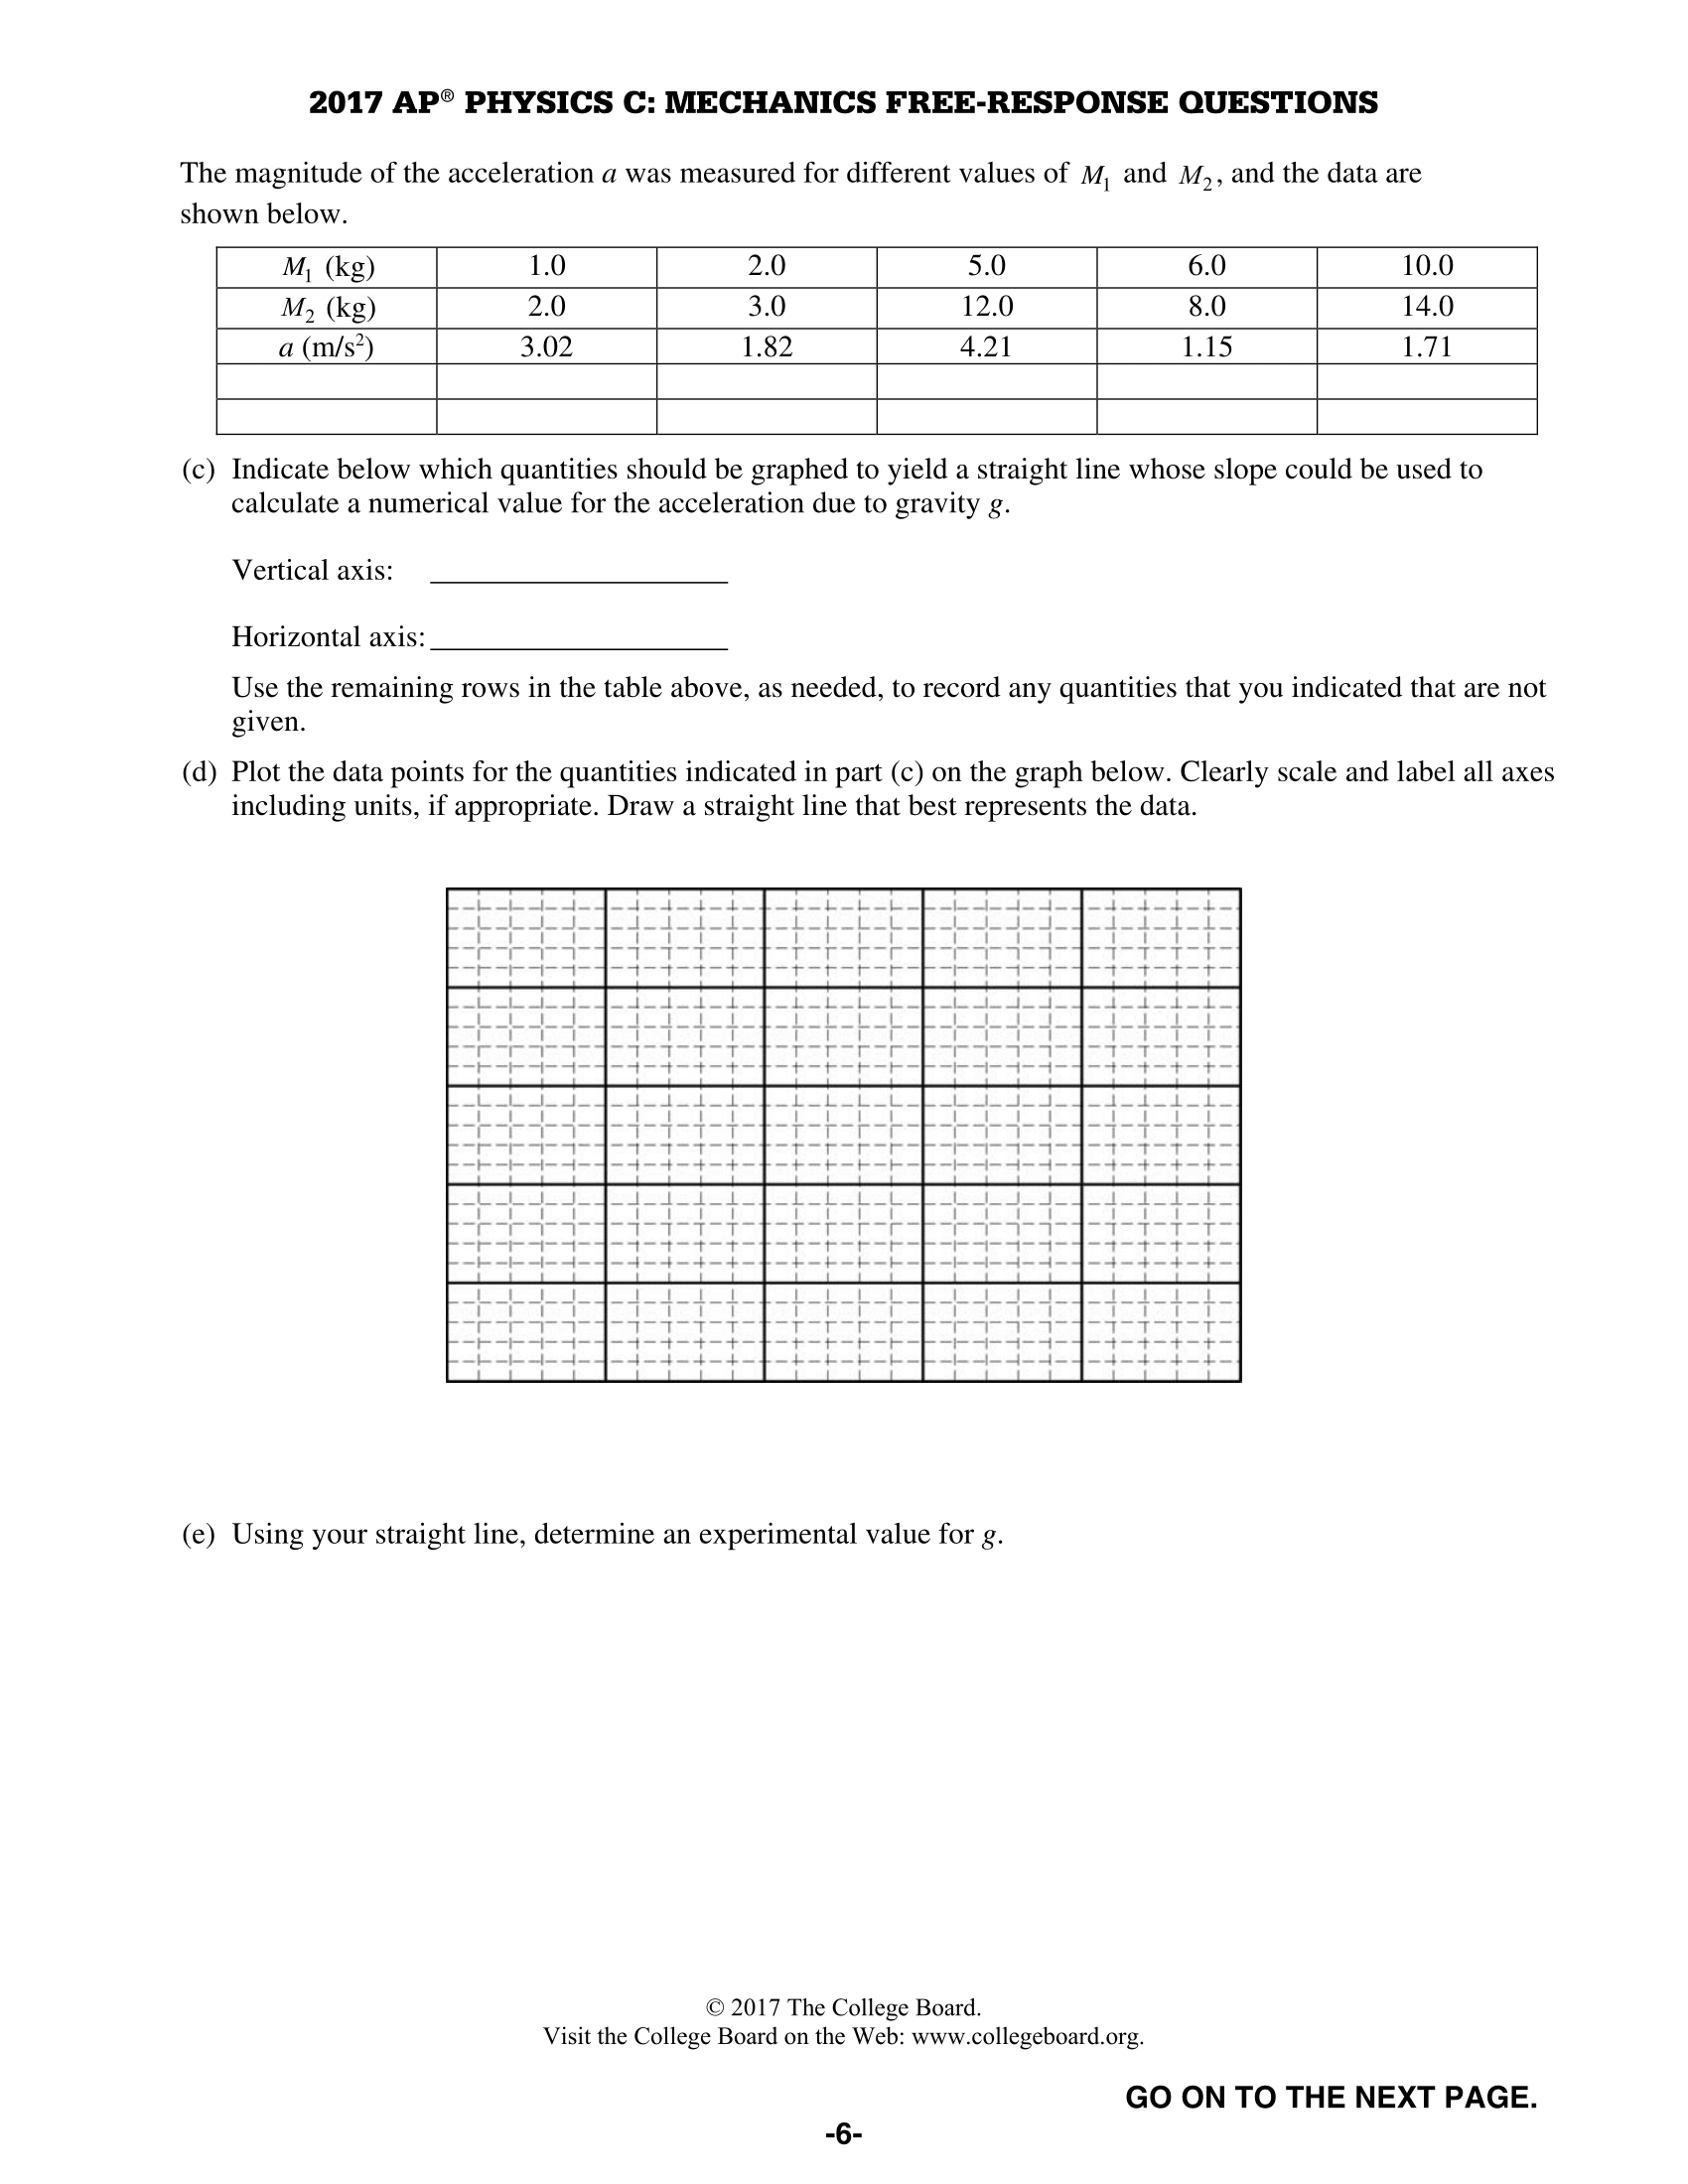 2017 AP® PHYSICS C: MECHANICS FREE-RESPONSE QUESTIONS
The magnitude of the acceleration a was measured for different values of M₁ and M₂, and the data are
shown below.
M₁ (kg) 1.0 2.0 5.0 6.0 10.0
M₂ (kg) 2.0 3.0 12.0 8.0 14.0
a (m/s²) 3.02 1.82 4.21 1.15 1.71
(c) Indicate below which quantities should be graphed to yield a straight line whose slope could be used to
calculate a numerical value for the acceleration due to gravity g.
Vertical axis: ____________________
Horizontal axis: ____________________
Use the remaining rows in the table above, as needed, to record any quantities that you indicated that are not
given.
(d) Plot the data points for the quantities indicated in part (c) on the graph below. Clearly scale and label all axes
including units, if appropriate. Draw a straight line that best represents the data.
(e) Using your straight line, determine an experimental value for g.
© 2017 The College Board.
Visit the College Board on the Web: www.collegeboard.org.
GO ON TO THE NEXT PAGE.
-6-